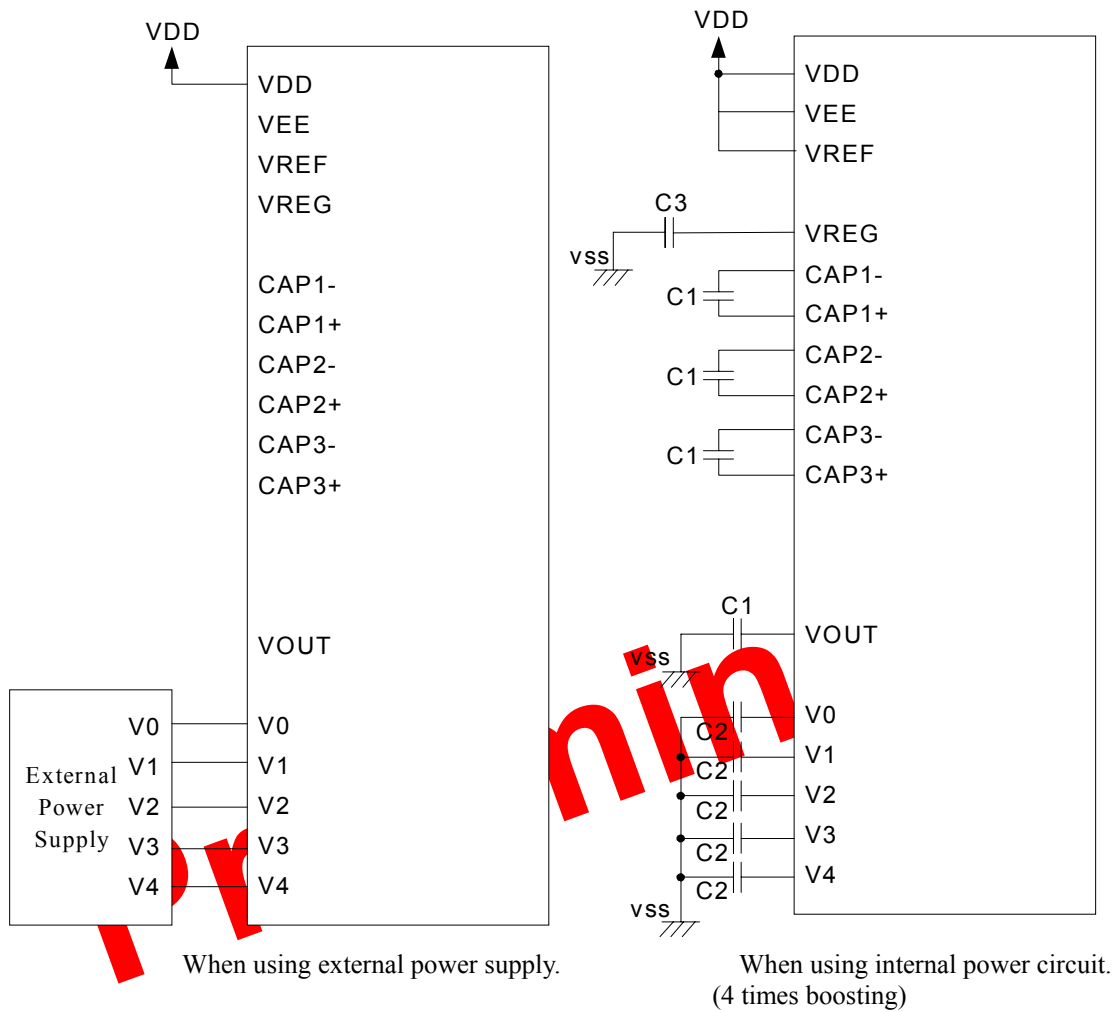 VDD
VDD
VEE
VREF
VREG
CAP1-
CAP1+
CAP2-
CAP2+
CAP3-
CAP3+
VOUT
V0
V1
V2
V3
V4
External
Power
Supply
V0
V1
V2
V3
V4
When using external power supply.
VDD
VDD
VEE
VREF
C3
VREG
vss
CAP1-
C1
CAP1+
CAP2-
C1
CAP2+
CAP3-
C1
CAP3+
C1
VOUT
vss
V0
C2
V1
C2
V2
C2
V3
C2
V4
C2
vss
When using internal power circuit.
(4 times boosting)